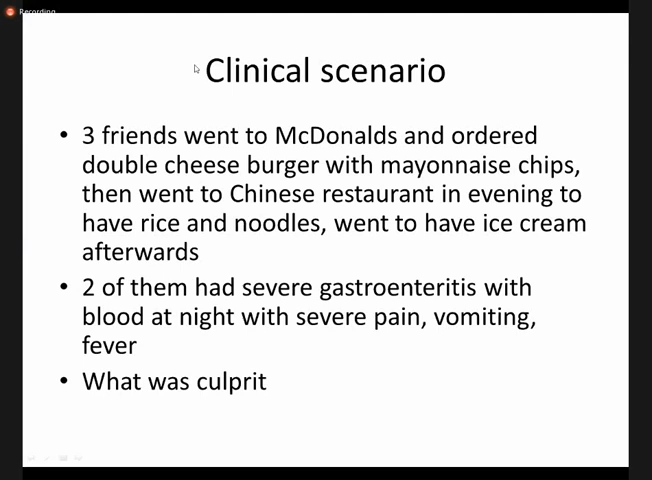 Recording
Clinical scenario
• 3 friends went to McDonalds and ordered
double cheese burger with mayonnaise chips,
then went to Chinese restaurant in evening to
have rice and noodles, went to have ice cream
afterwards
• 2 of them had severe gastroenteritis with
blood at night with severe pain, vomiting,
fever
• What was culprit